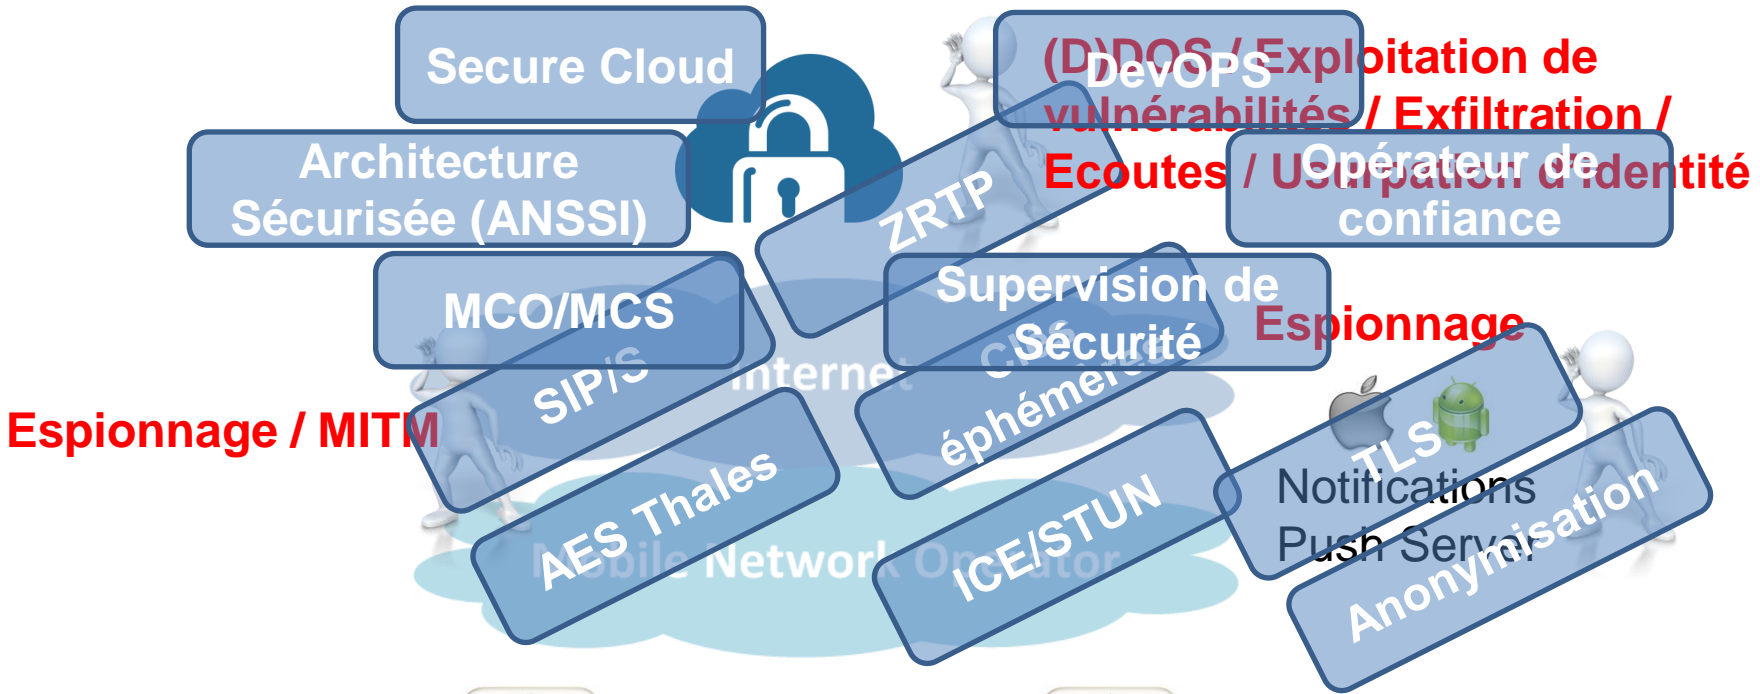 Secure Cloud
DevOPS
(D)DOS / Exploitation de
vulnérabilités / Exfiltration /
Ecoutes / Usurpation d'identité
Architecture
Sécurisée (ANSSI)
Opérateur de
confiance
ZRTP
MCO/MCS
Supervision de
Sécurité
Espionnage
SIP/S
Internet
Clés
éphémères
Espionnage / MITM
TLS
Notifications
Push Server
AES Thales
ICE/STUN
Anonymisation
Mobile Network Operator